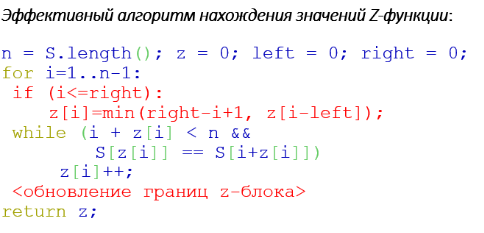 Эффективный алгоритм нахождения значений Z-функции:
n = S.length(); z = 0; left = 0; right = 0;
for i=1..n-1:
if (i<=right):
z[i]=min(right-i+1, z[i-left]);
while (i + z[i] < n &&
S[z[i]] == S[i+z[i]])
z[i]++;
<обновление границ z-блока>
return z;